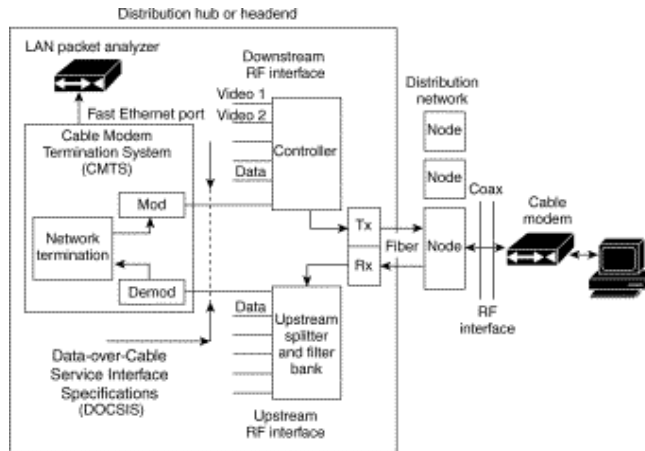 Distribution hub or headend
LAN packet analyzer
Fast Ethernet port
Cable Modem
Termination System
(CMTS)
Mod
Network
termination
Demod
Data-over-Cable
Service Interface
Specifications
(DOCSIS)
Downstream
RF interface
Video 1
Video 2
Data
Controller
Tx
Rx
Fiber
Data
Upstream
splitter
and filter
bank
Upstream
RF interface
Distribution
network
Node
Node
Node
Coax
RF
interface
Cable
modem